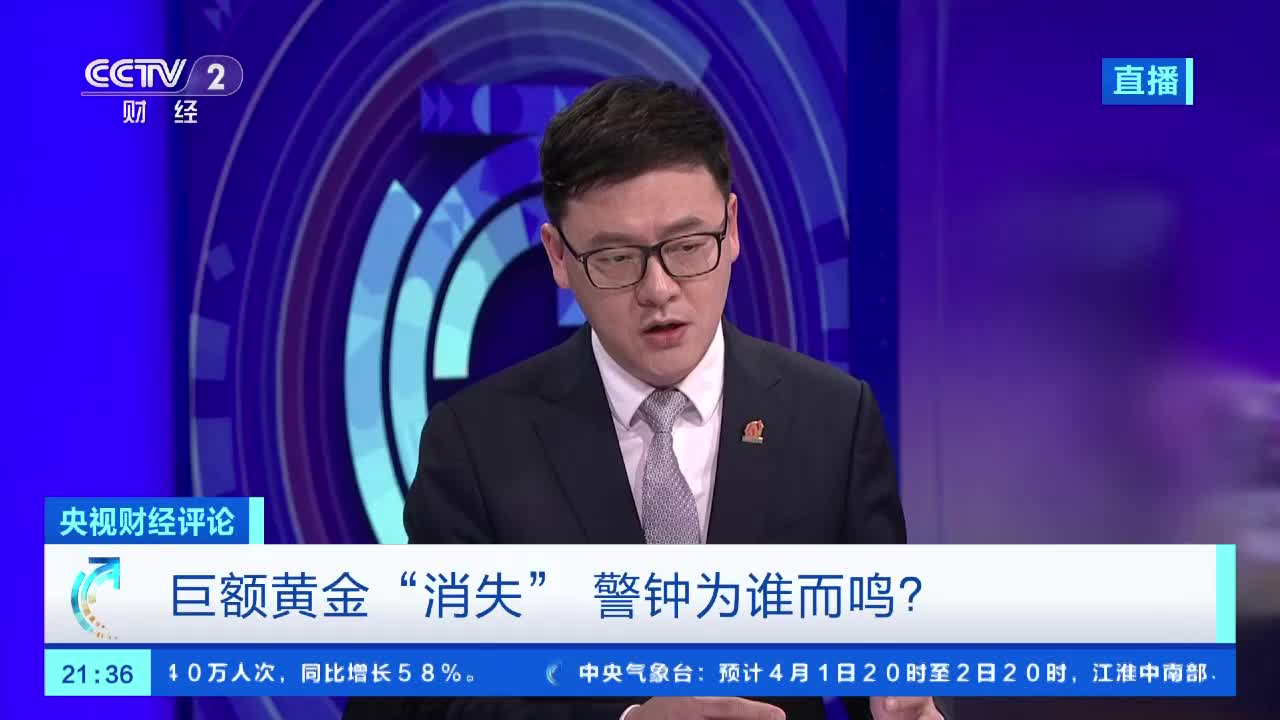 CCTV 2
财经
直播
央视财经评论
巨额黄金“消失” 警钟为谁而鸣？
21:36
40万人次，同比增长58%。 中央气象台：预计4月1日20时至2日20时，江淮中南部、